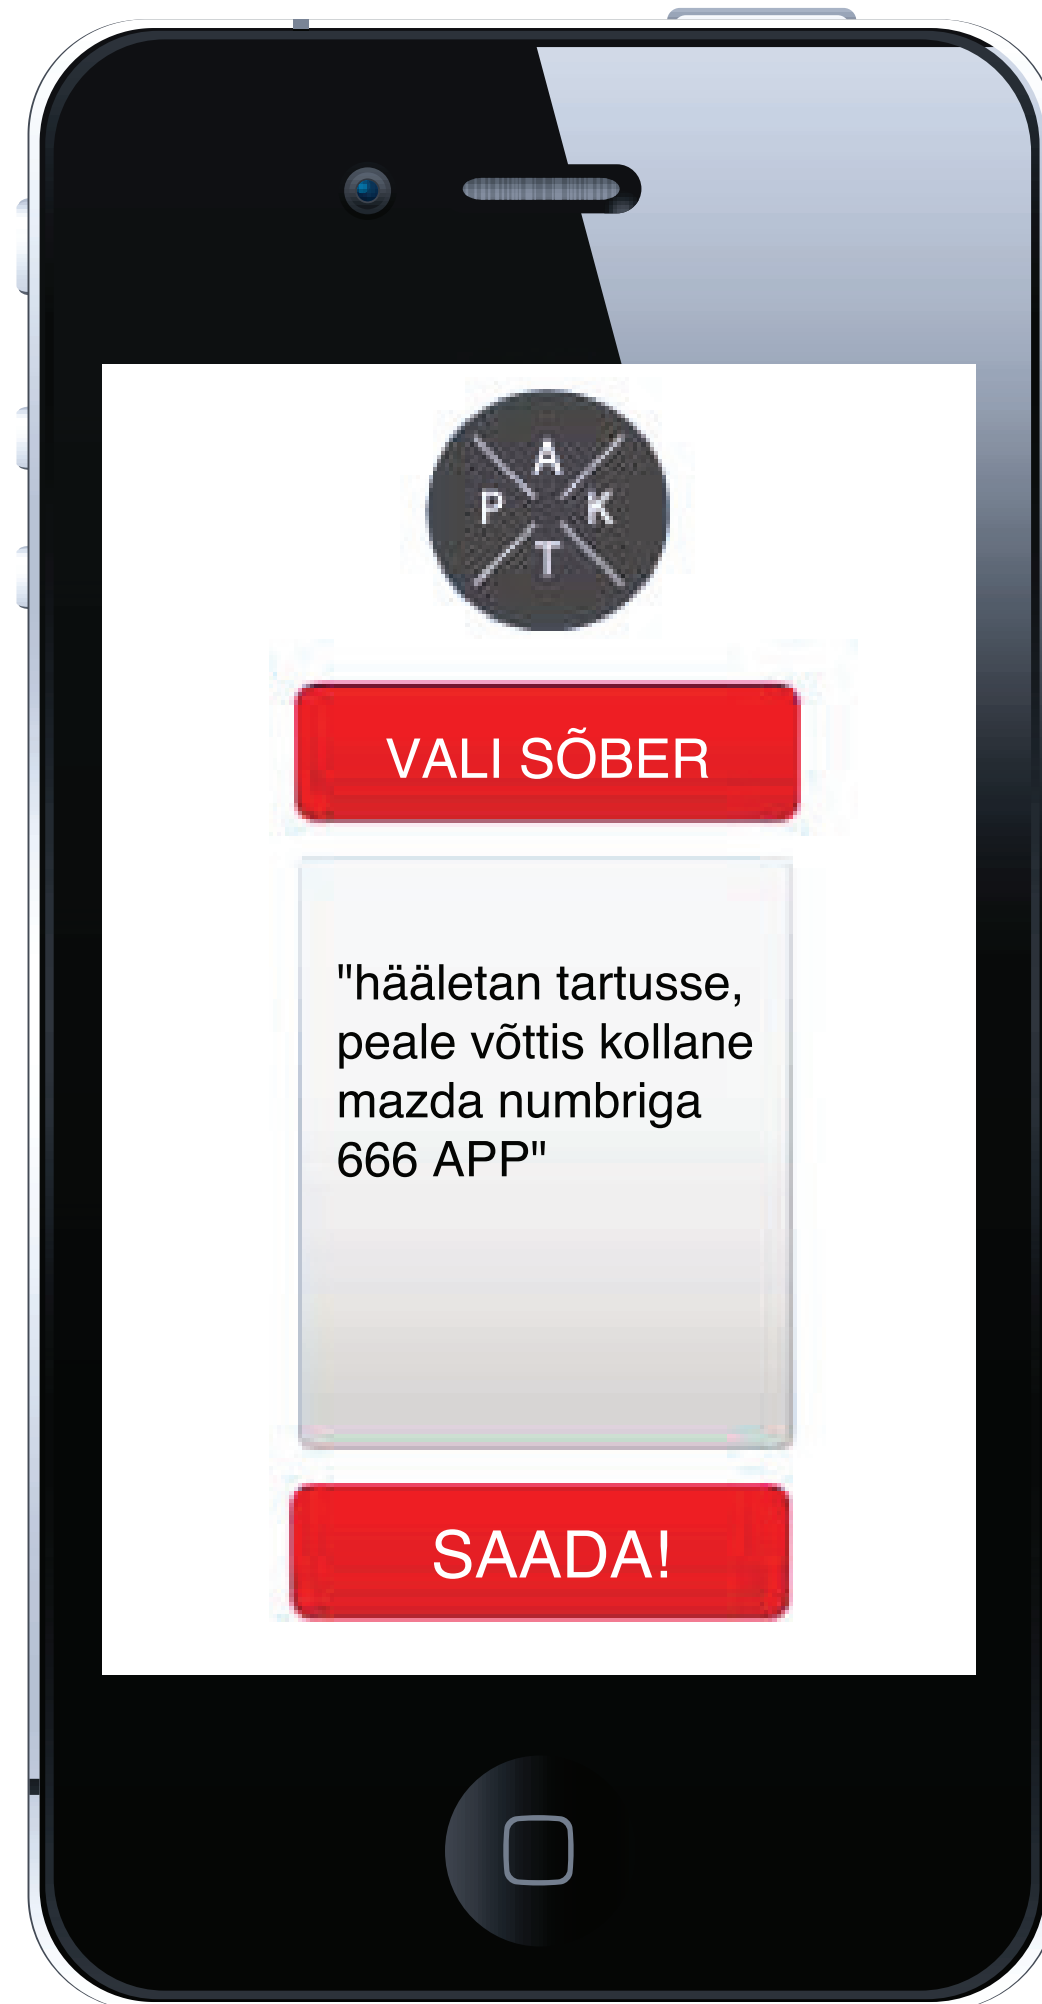 A
P K
T
VALI SÕBER
"hääletan tartusse,
peale võttis kollane
mazda numbriga
666 APP"
SAADA!